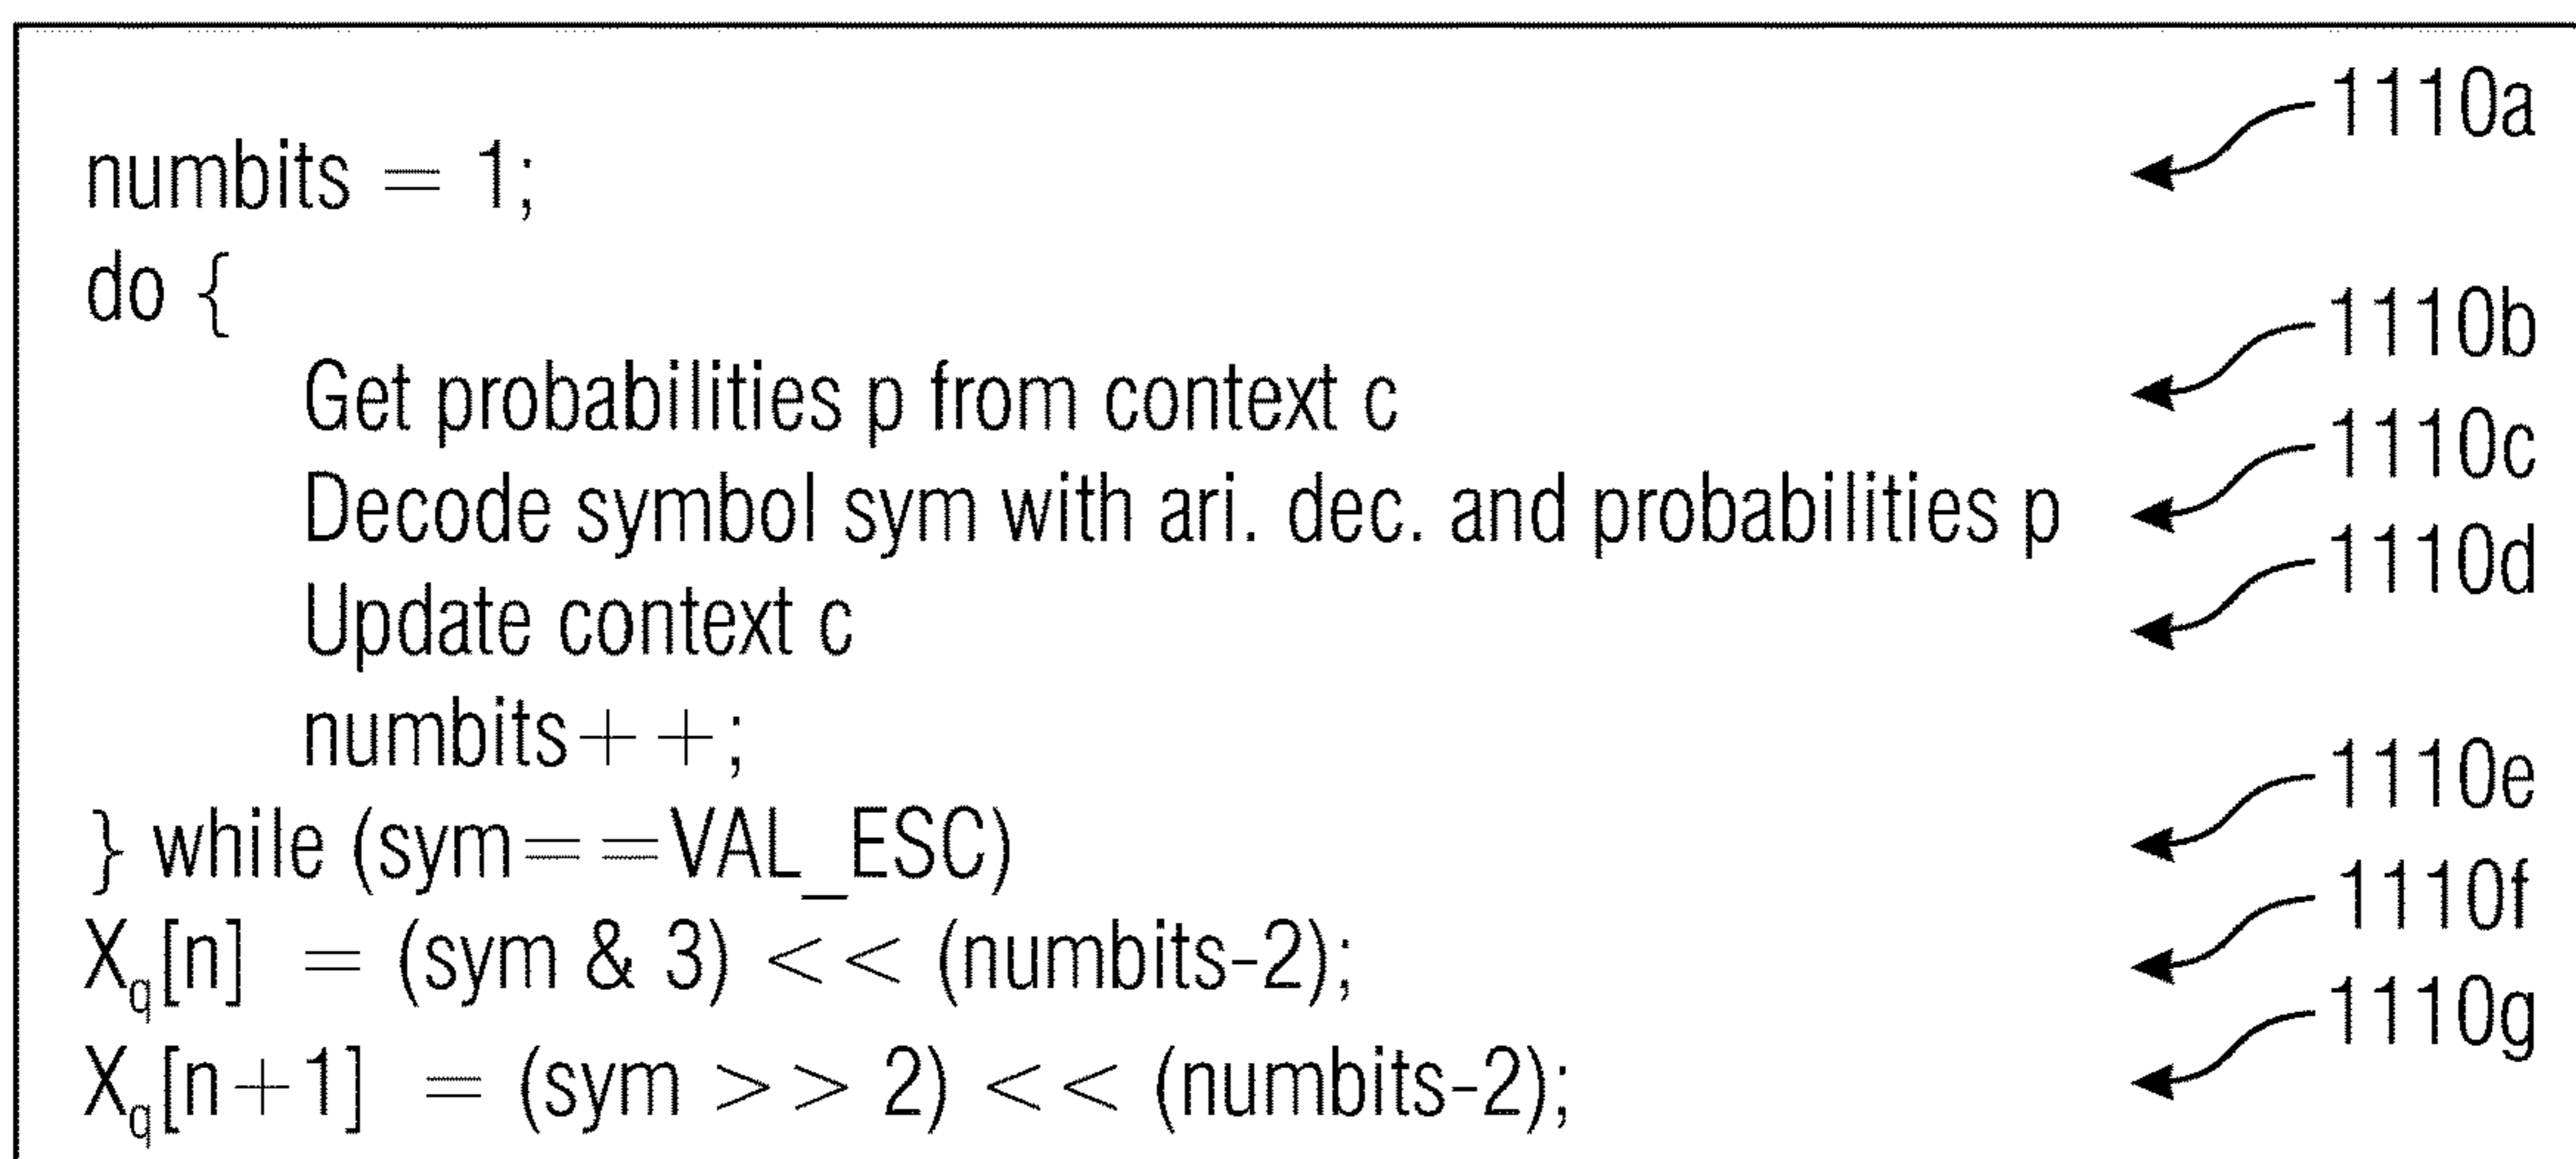 1110a
numbits = 1;
do {
1110b
Get probabilities p from context c
1110c
Decode symbol sym with ari. dec. and probabilities p
1110d
Update context c
numbits++;
1110e
} while (sym==VAL_ESC)
1110f
Xq[n] = (sym & 3) << (numbits-2);
1110g
Xq[n+1] = (sym >> 2) << (numbits-2);